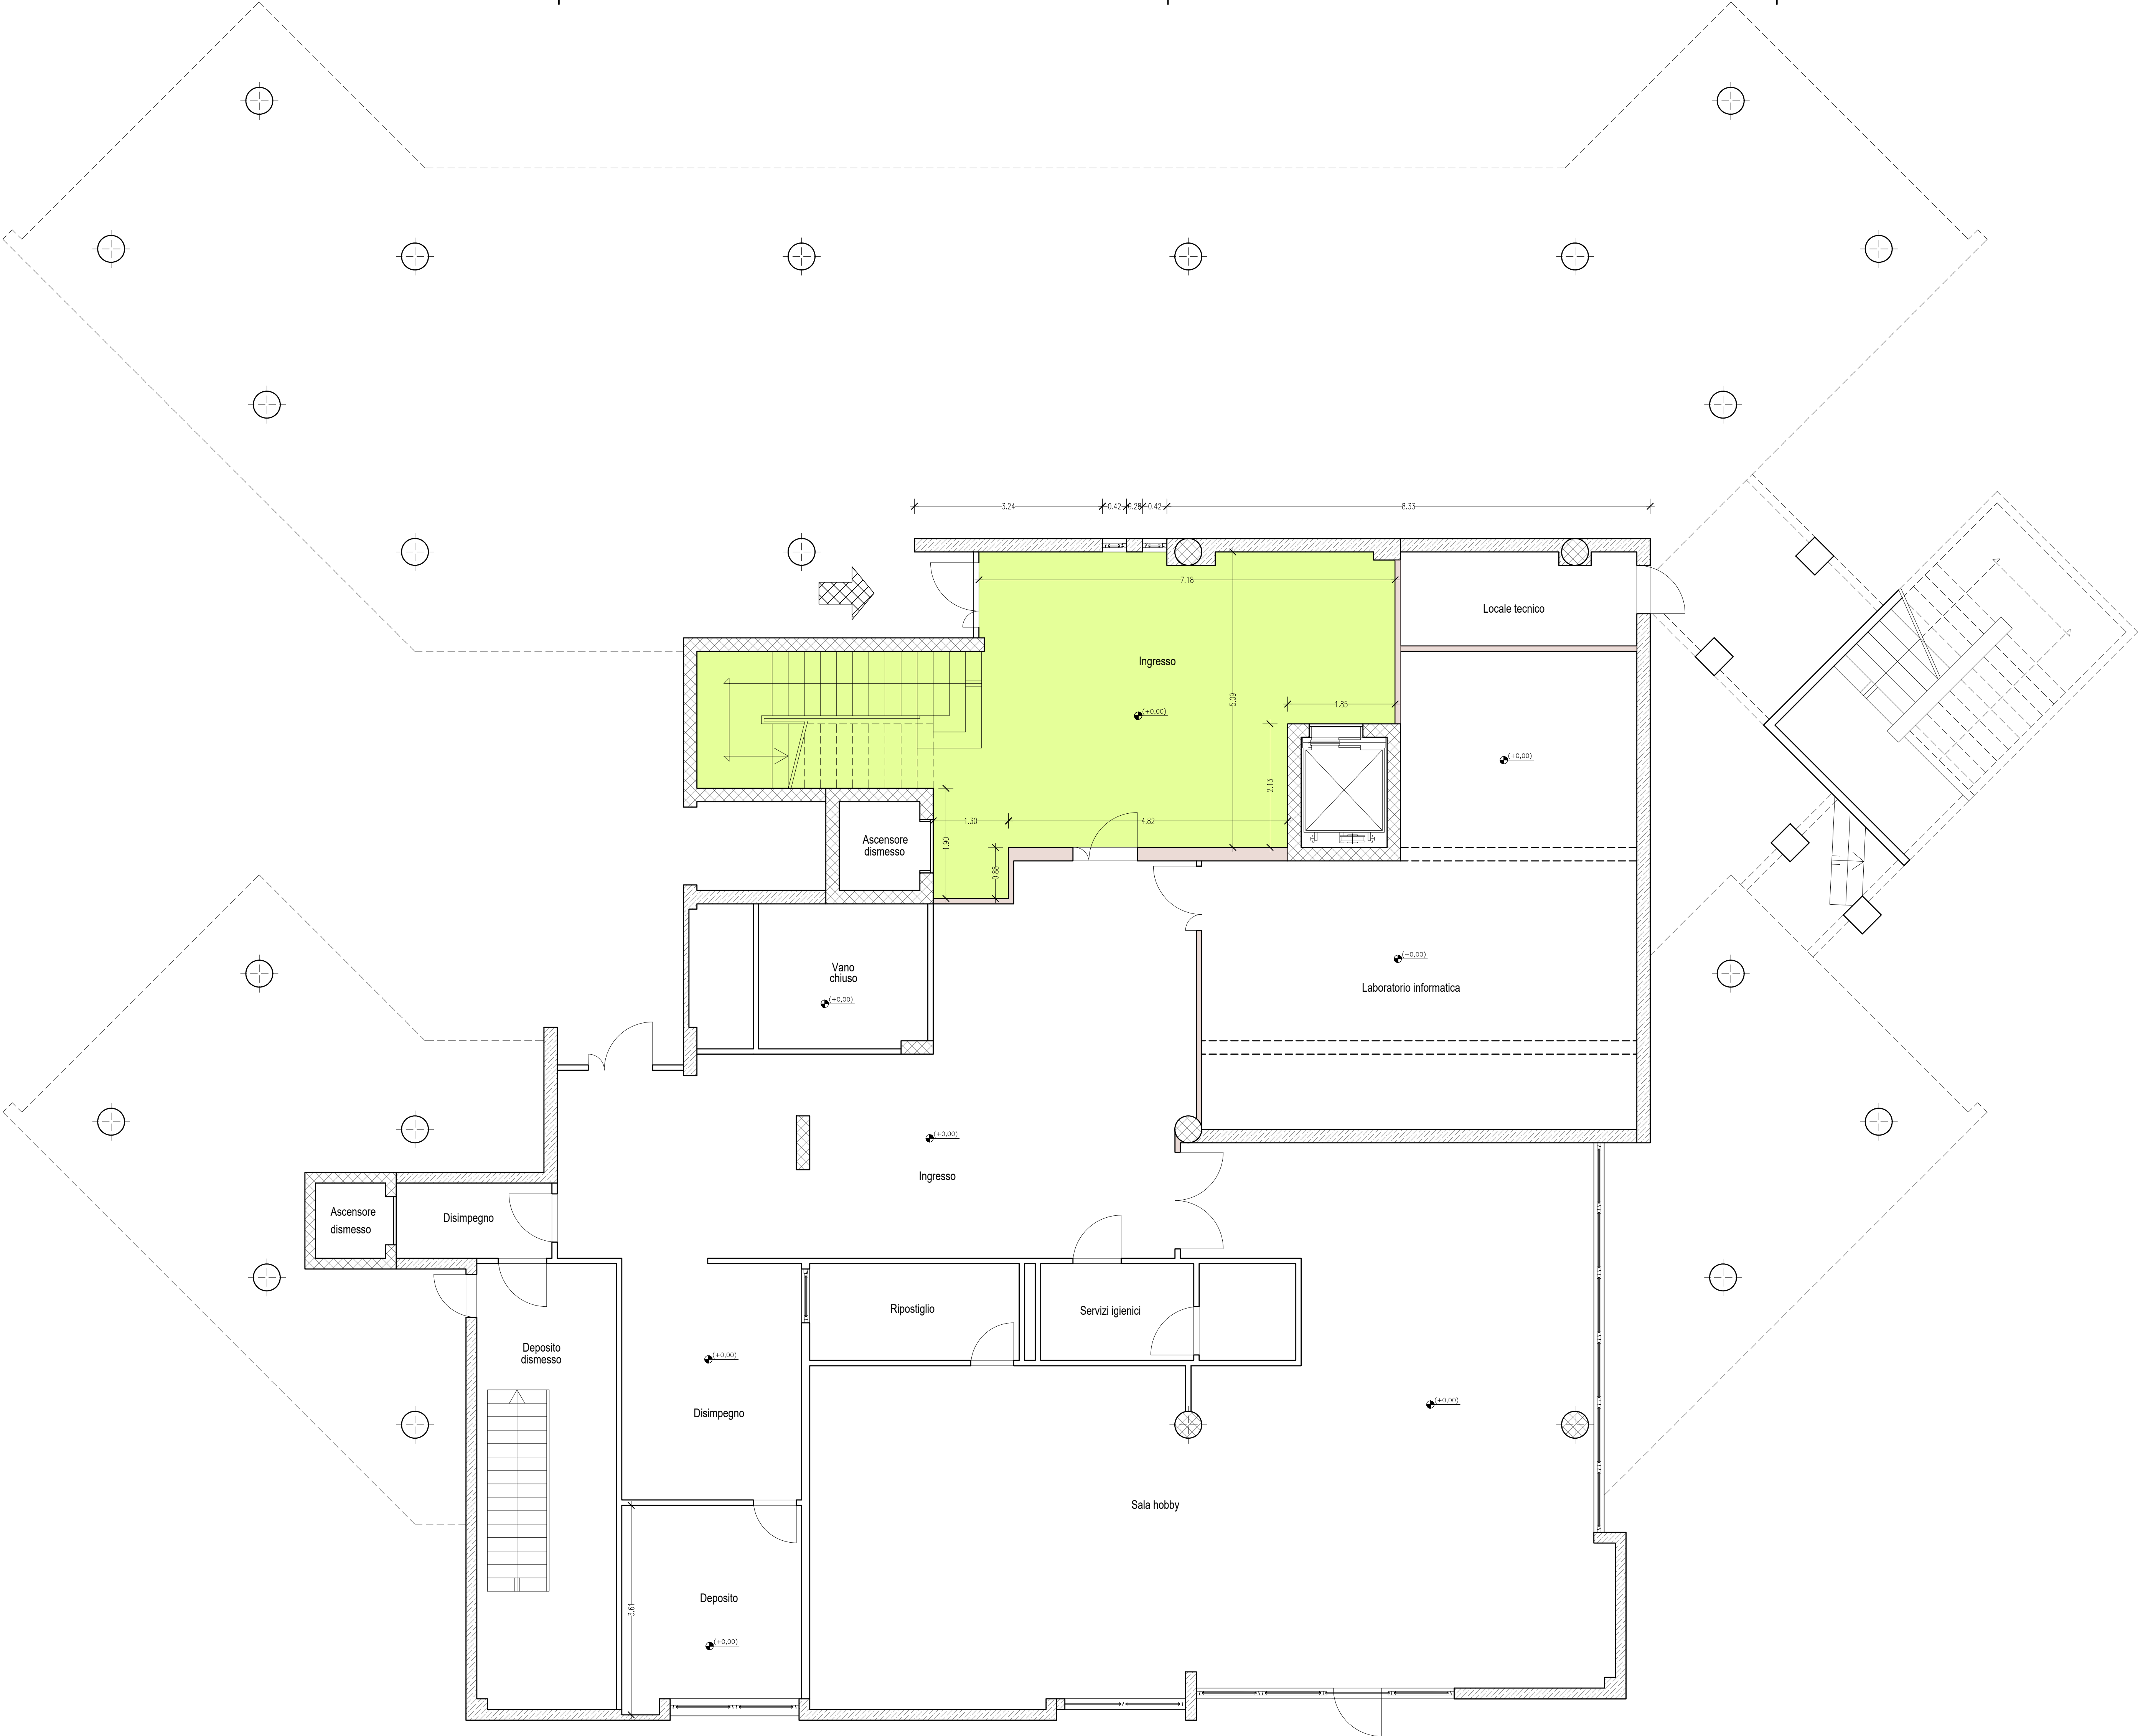 3.24
0.42
0.28
0.42
8.33
7.18
Locale tecnico
Ingresso
5.09
1.85
(+0,00)
(+0,00)
2.13
1.30
4.82
1.90
0.88
Ascensore
dismesso
Vano
chiuso
(+0,00)
(+0,00)
Laboratorio informatica
(+0,00)
Ingresso
Ascensore
dismesso
Disimpegno
Ripostiglio
Servizi igienici
Deposito
dismesso
(+0,00)
Disimpegno
(+0,00)
Sala hobby
3.61
Deposito
(+0,00)